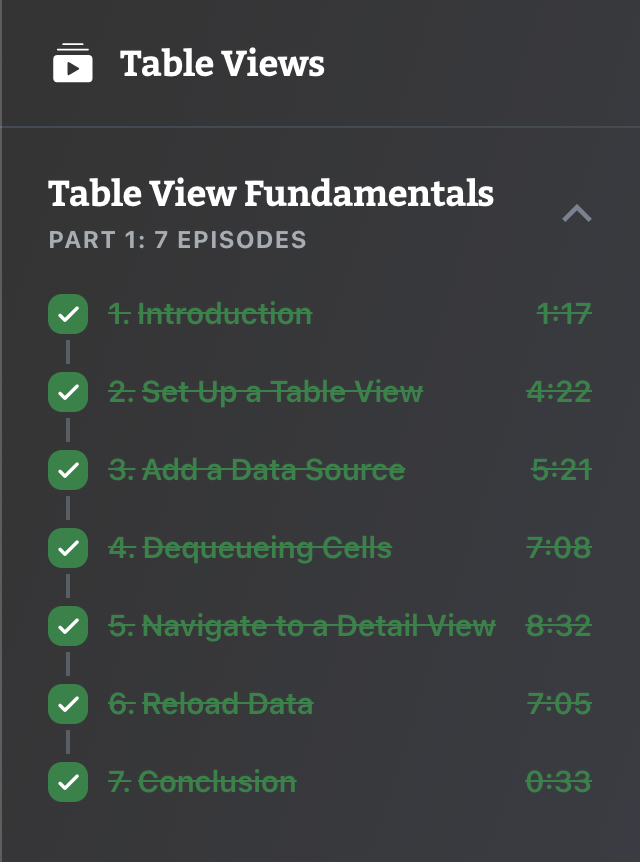 Table Views
Table View Fundamentals
PART 1: 7 EPISODES
1. Introduction 1:17
2. Set Up a Table View 4:22
3. Add a Data Source 5:21
4. Dequeueing Cells 7:08
5. Navigate to a Detail View 8:32
6. Reload Data 7:05
7. Conclusion 0:33